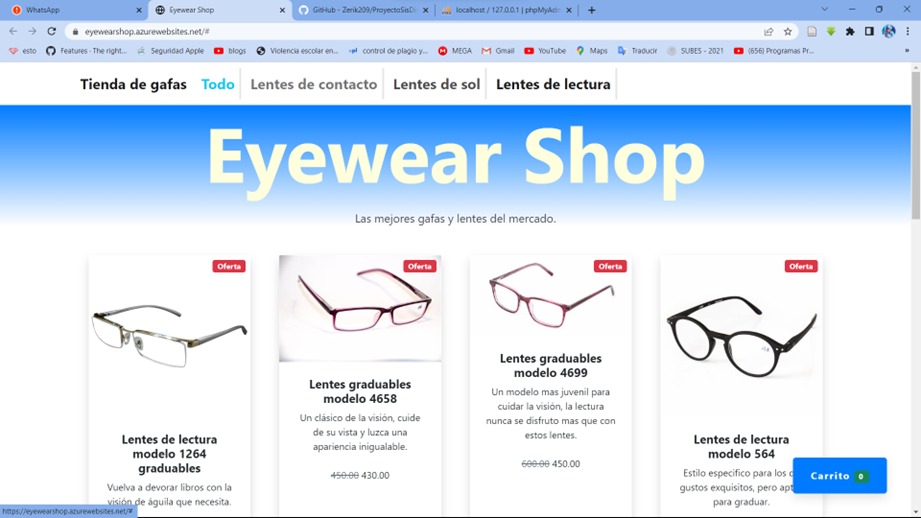 WhatsApp
Eyewear Shop
GitHub - Zerik209/ProyectoSisDi
localhost / 127.0.0.1 | phpMyAdm
eyewearshop.azurewebsites.net/#
esto
Features - The right...
Seguridad Apple
blogs
Violencia escolar en...
control de plagio y...
MEGA
Gmail
YouTube
Maps
Traducir
SUBES - 2021
(656) Programas Pr...
Tienda de gafas Todo Lentes de contacto Lentes de sol Lentes de lectura
Eyewear Shop
Las mejores gafas y lentes del mercado.
Oferta
Lentes de lectura
modelo 1264
graduables
Vuelva a devorar libros con la
visión de águila que necesita.
Oferta
Lentes graduables
modelo 4658
Un clásico de la visión, cuide
de su vista y luzca una
apariencia inigualable.
450.00 430.00
Oferta
Lentes graduables
modelo 4699
Un modelo mas juvenil para
cuidar la visión, la lectura
nunca se disfruto mas que con
estos lentes.
600.00 450.00
Oferta
Lentes de lectura
modelo 564
Estilo especifico para los
gustos exquisitos, pero
para graduar.
Carrito 0
https://eyewearshop.azurewebsites.net/#